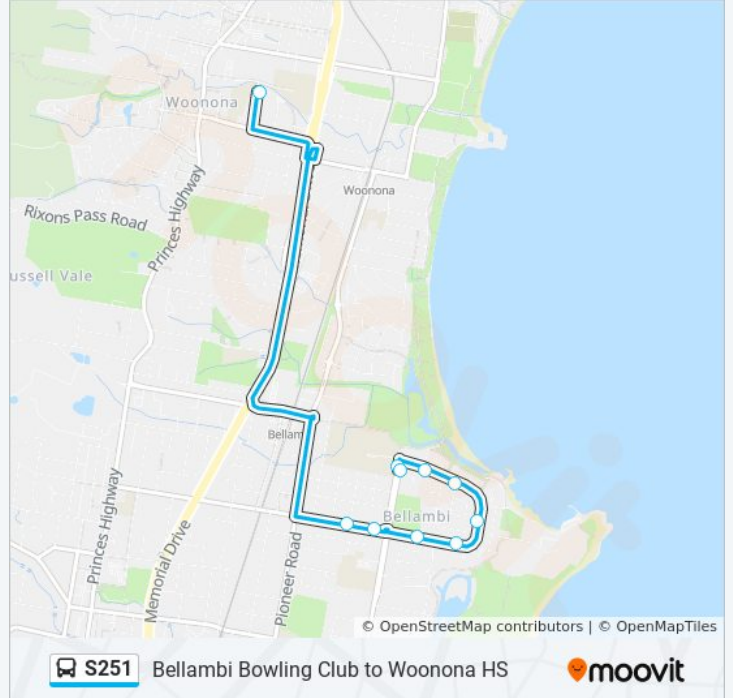 Woonona
Woonona
Princes Highway
Rixons Pass Road
ussell Vale
Bellam
Bellambi
Princes Highway
Memorial Drive
Pioneer Road
© OpenStreetMap contributors | © OpenMapTiles
S251 Bellambi Bowling Club to Woonona HS
moovit